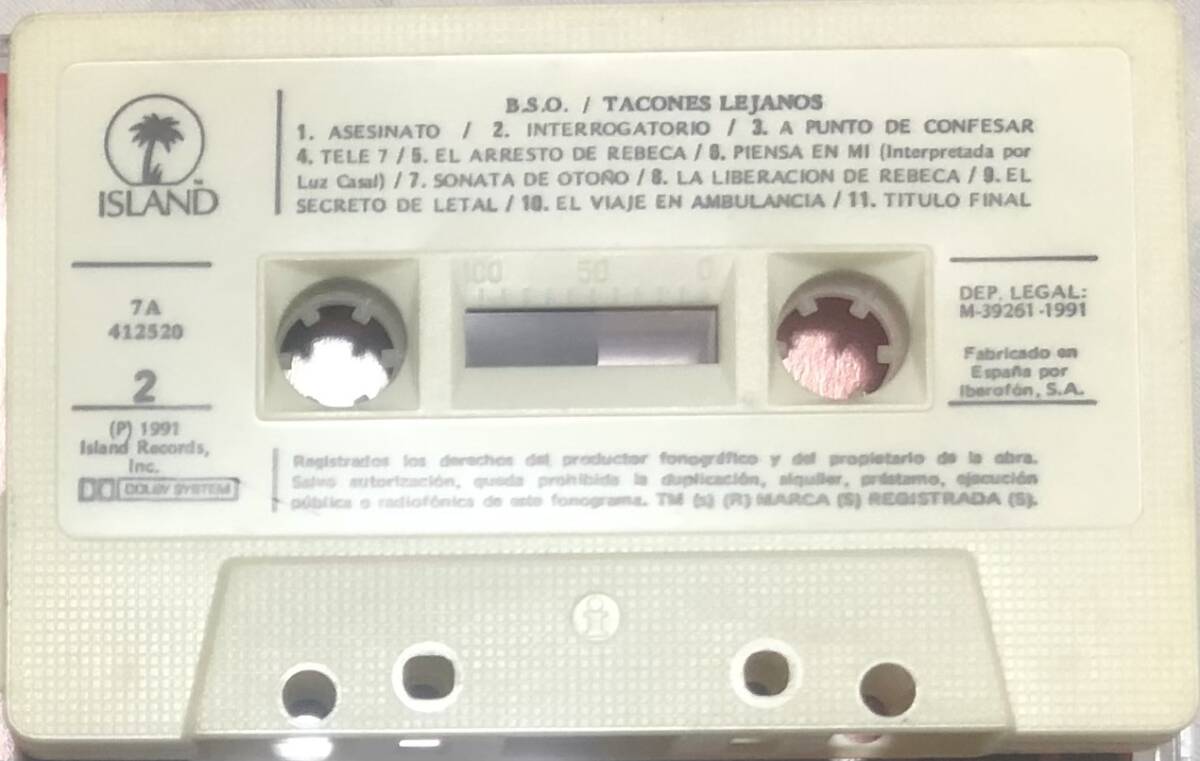 ISLAND
TM
B.S.O. / TACONES LEJANOS
1. ASESINATO / 2. INTERROGATORIO / 3. A PUNTO DE CONFESAR
4. TELE 7 / 5. EL ARRESTO DE REBECA / 6. PIENSA EN MI (Interpretada por
Luz Casal) / 7. SONATA DE OTOÑO / 8. LA LIBERACION DE REBECA / 9. EL
SECRETO DE LETAL / 10. EL VIAJE EN AMBULANCIA / 11. TITULO FINAL
100 50 0
7A
412520
2
(P) 1991
Island Records,
Inc.
DOLBY SYSTEM
DEP. LEGAL:
M-39261-1991
Fabricado en
España por
Iberofón, S.A.
Registrados los derechos del productor fonográfico y del propietario de la obra.
Salvo autorización, queda prohibida la duplicación, alquiler, préstamo, ejecución
pública o radiofónica de este fonograma. TM (s) (R) MARCA (S) REGISTRADA (S).
i